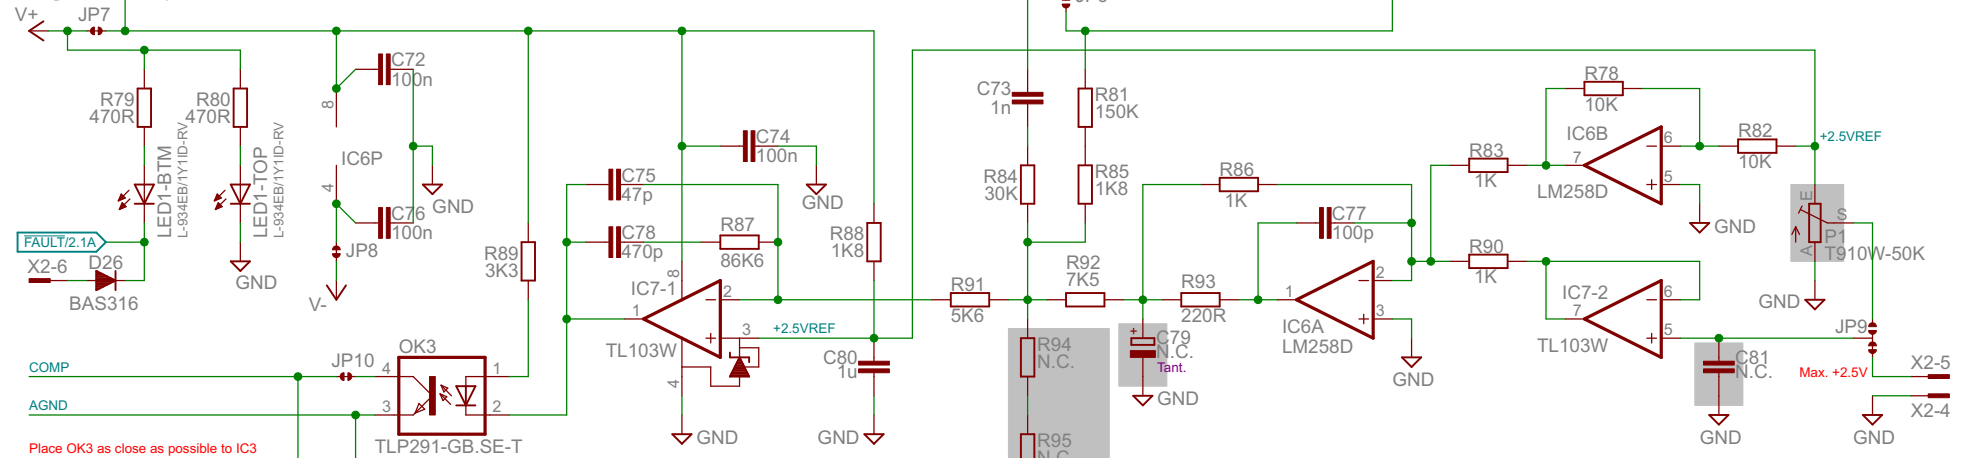 V+
JP7
C72
100n
R79
470R
R80
470R
8
IC6P
4
LED1-BTM
L-934EB/1Y1ID-RV
LED1-TOP
L-934EB/1Y1ID-RV
GND
C76
100n
JP8
V-
FAULT/2.1A
X2-6
D26
BAS316
GND
R89
3K3
C75
47p
C78
470p
R87
86K6
C74
100n
GND
R88
1K8
IC7-1
8
2
1
3
4
TL103W
+2.5VREF
C80
1u
GND
GND
COMP
AGND
JP10
OK3
4
3
1
2
TLP291-GB.SE-T
Place OK3 as close as possible to IC3
C73
1n
R81
150K
R84
30K
R85
1K8
R91
5K6
R92
7K5
R93
220R
R94
N.C.
R95
C79
N.C.
Tant.
+
GND
R86
1K
C77
100p
1
2
3
IC6A
LM258D
GND
R83
1K
R90
1K
R78
10K
IC6B
7
6
5
LM258D
R82
10K
+2.5VREF
GND
E
S
A
P1
T910W-50K
GND
IC7-2
7
6
5
TL103W
JP9
C81
N.C.
GND
Max. +2.5V
X2-5
X2-4
GND